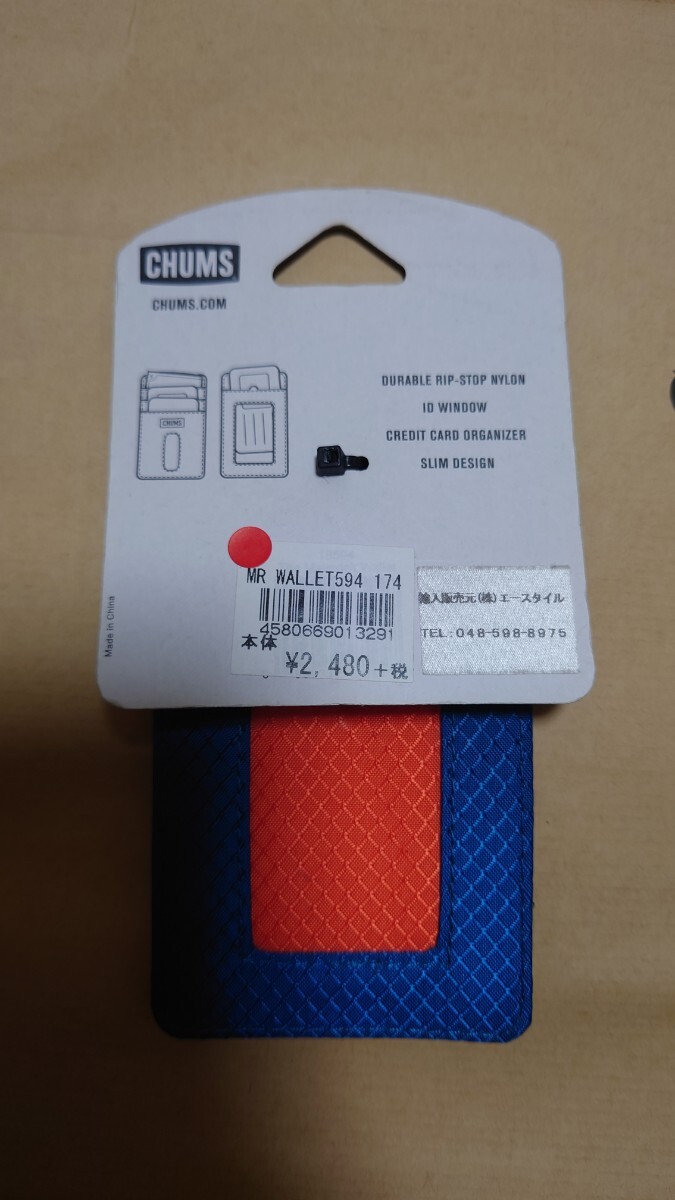 CHUMS
CHUMS.COM
CHUMS
DURABLE RIP-STOP NYLON
ID WINDOW
CREDIT CARD ORGANIZER
SLIM DESIGN
MR WALLET594 174
4580669013291
本体
¥2,480+税
輸入販売元(株)エースタイル
TEL:048-598-8975
Made in China